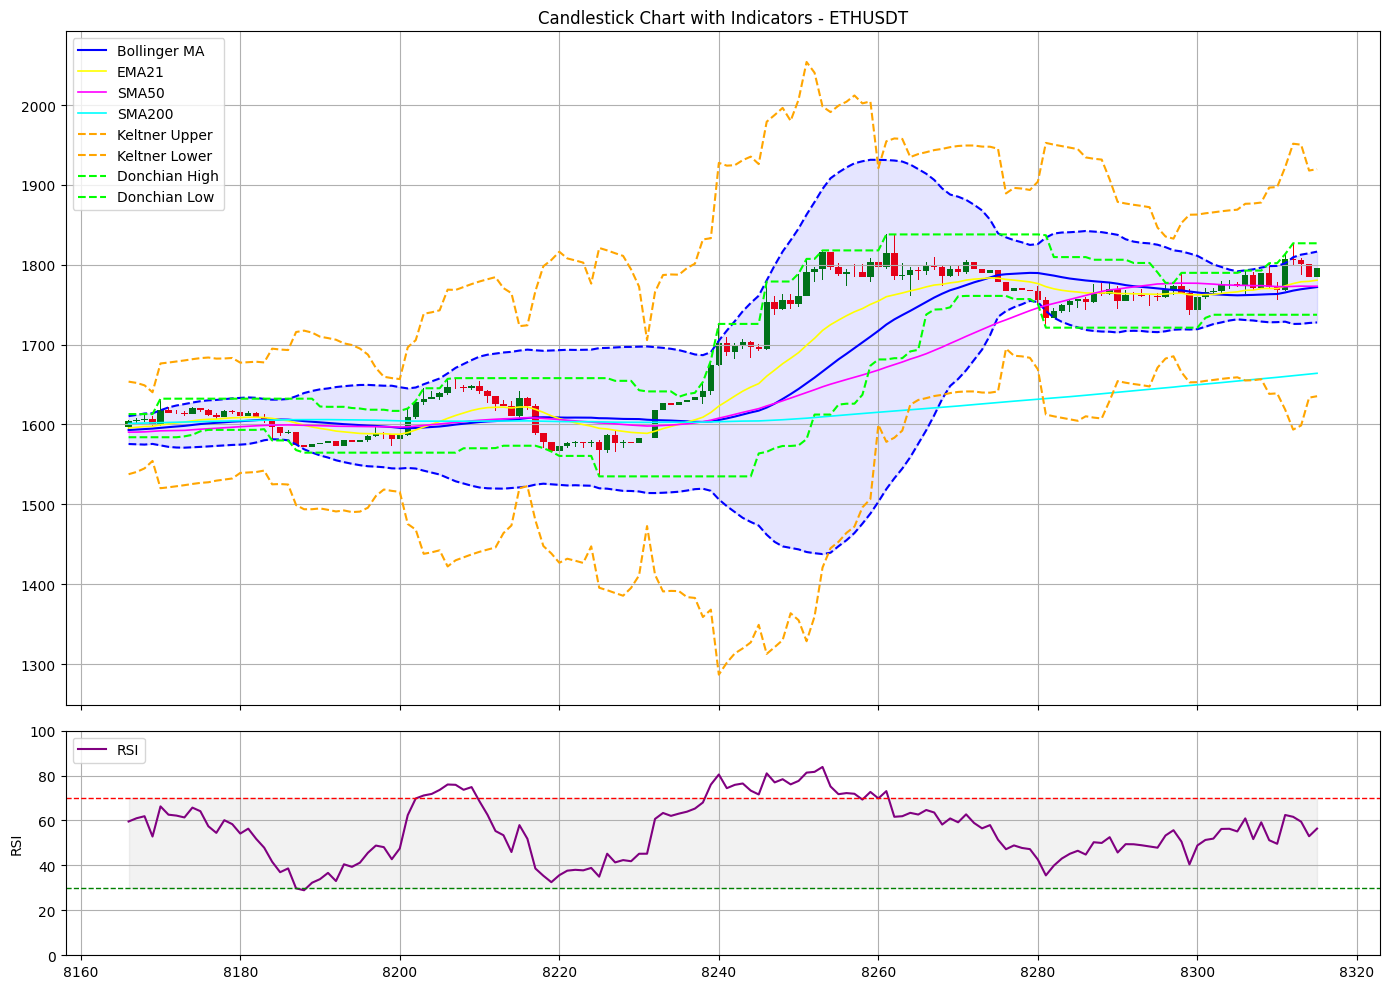 Candlestick Chart with Indicators - ETHUSDT
Bollinger MA
EMA21
SMA50
SMA200
Keltner Upper
Keltner Lower
Donchian High
Donchian Low
2000
1900
1800
1700
1600
1500
1400
1300
RSI
100
80
60
40
20
0
RSI
8160 8180 8200 8220 8240 8260 8280 8300 8320